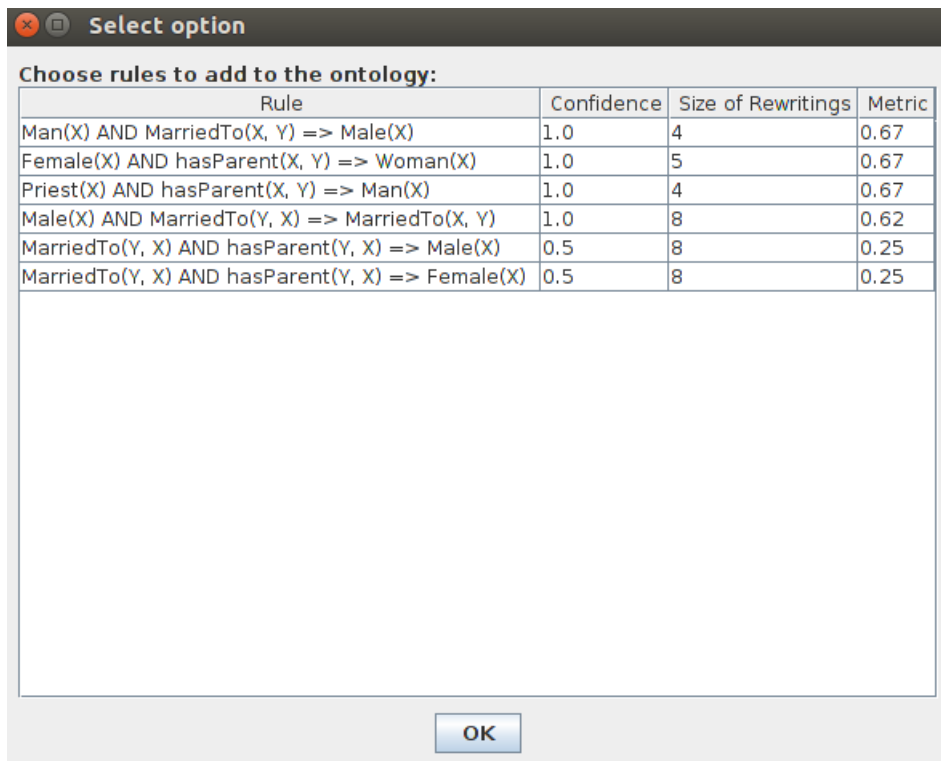 Select option
Choose rules to add to the ontology:
Rule Confidence Size of Rewritings Metric
Man(X) AND MarriedTo(X, Y) => Male(X) 1.0 4 0.67
Female(X) AND hasParent(X, Y) => Woman(X) 1.0 5 0.67
Priest(X) AND hasParent(X, Y) => Man(X) 1.0 4 0.67
Male(X) AND MarriedTo(Y, X) => MarriedTo(X, Y) 1.0 8 0.62
MarriedTo(Y, X) AND hasParent(Y, X) => Male(X) 0.5 8 0.25
MarriedTo(Y, X) AND hasParent(Y, X) => Female(X) 0.5 8 0.25
OK